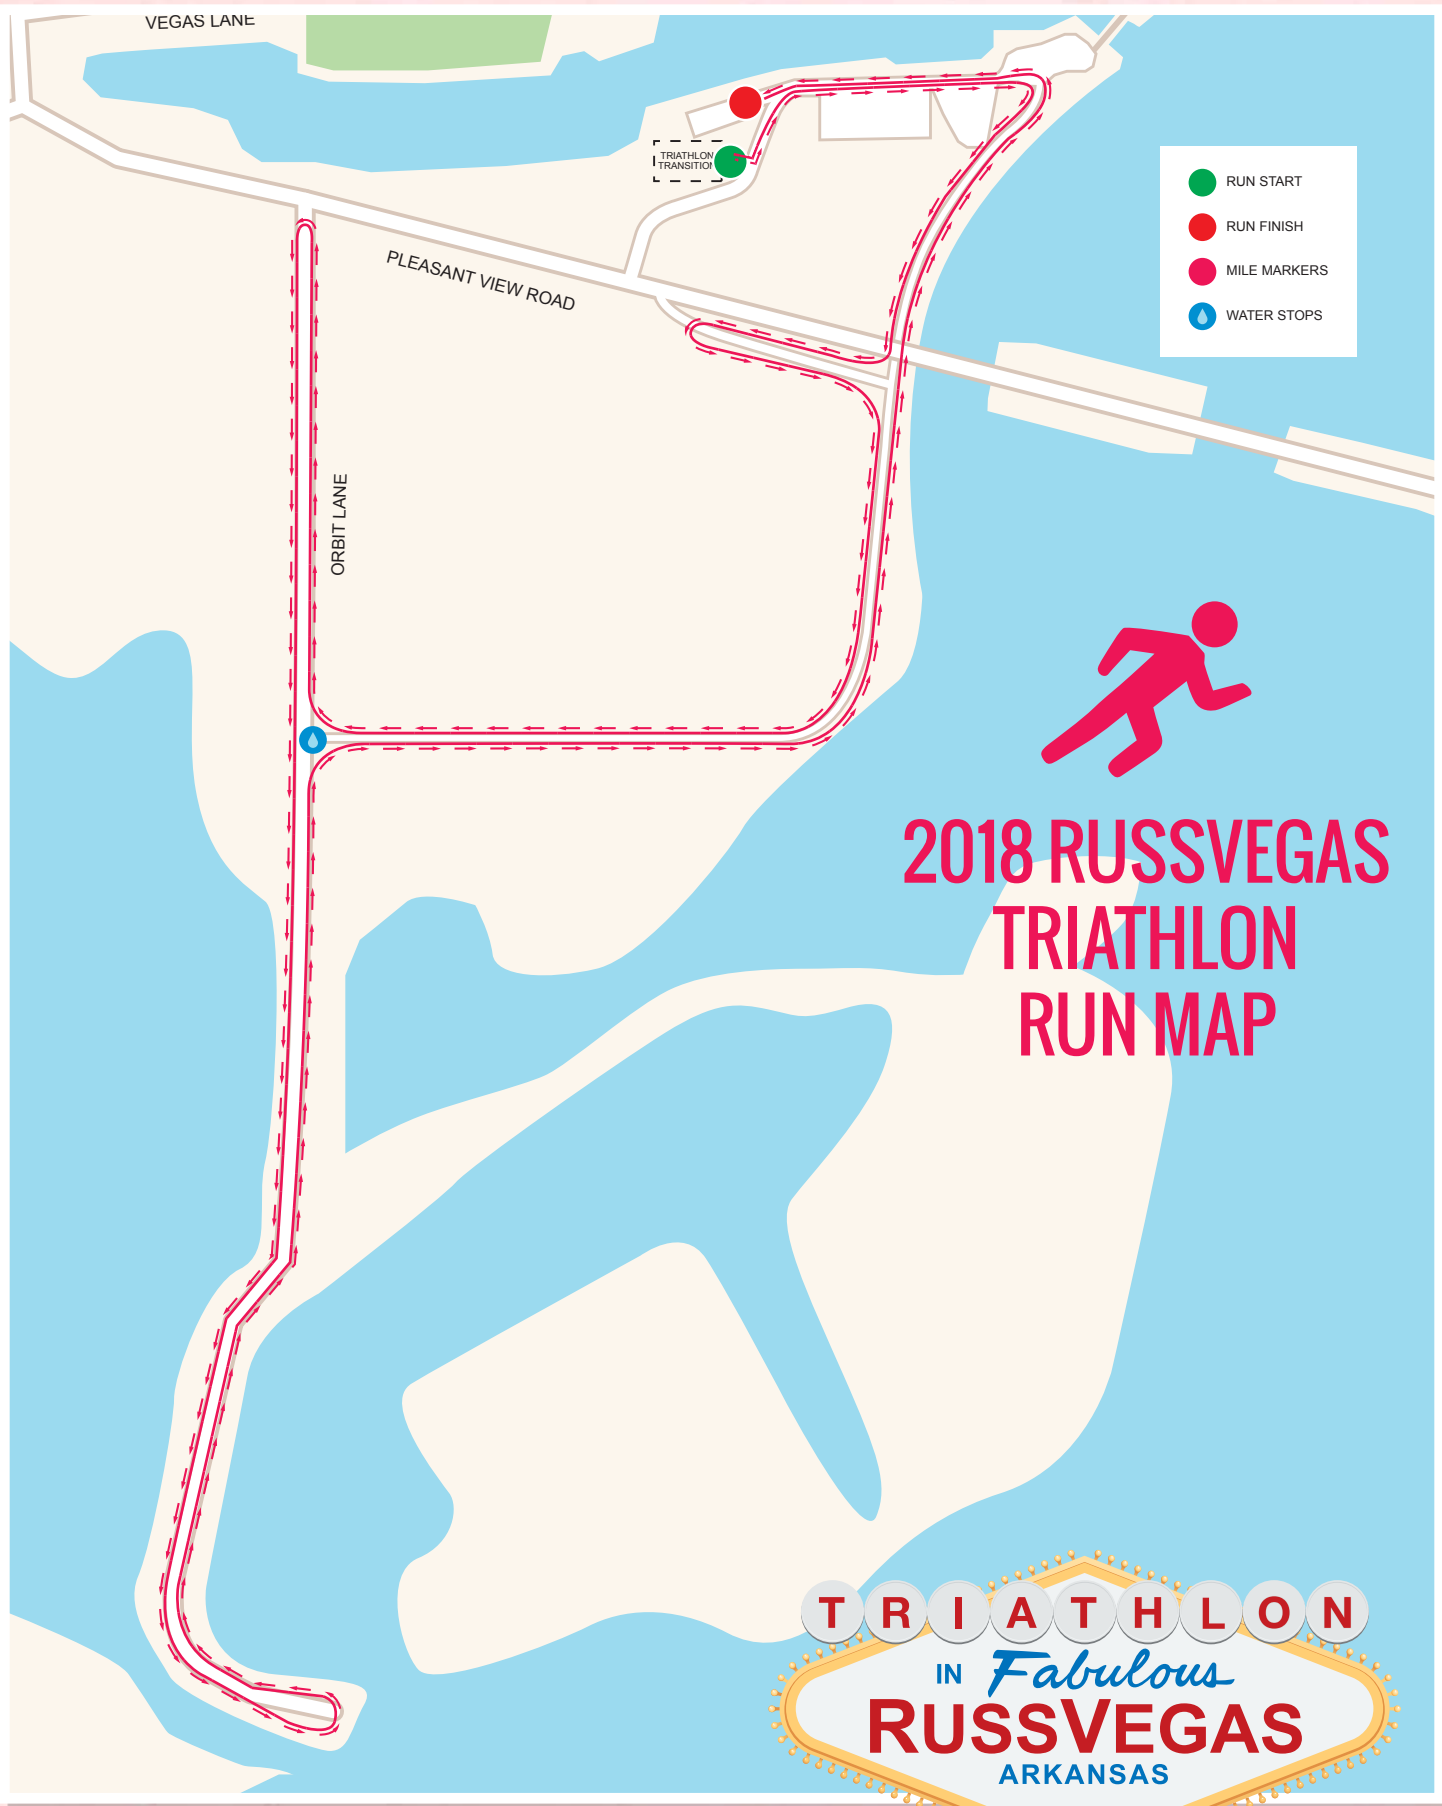 VEGAS LANE
TRIATHLON
TRANSITION
PLEASANT VIEW ROAD
ORBIT LANE
RUN START
RUN FINISH
MILE MARKERS
WATER STOPS
2018 RUSSVEGAS
TRIATHLON
RUN MAP
TRIATHLON
IN Fabulous
RUSSVEGAS
ARKANSAS